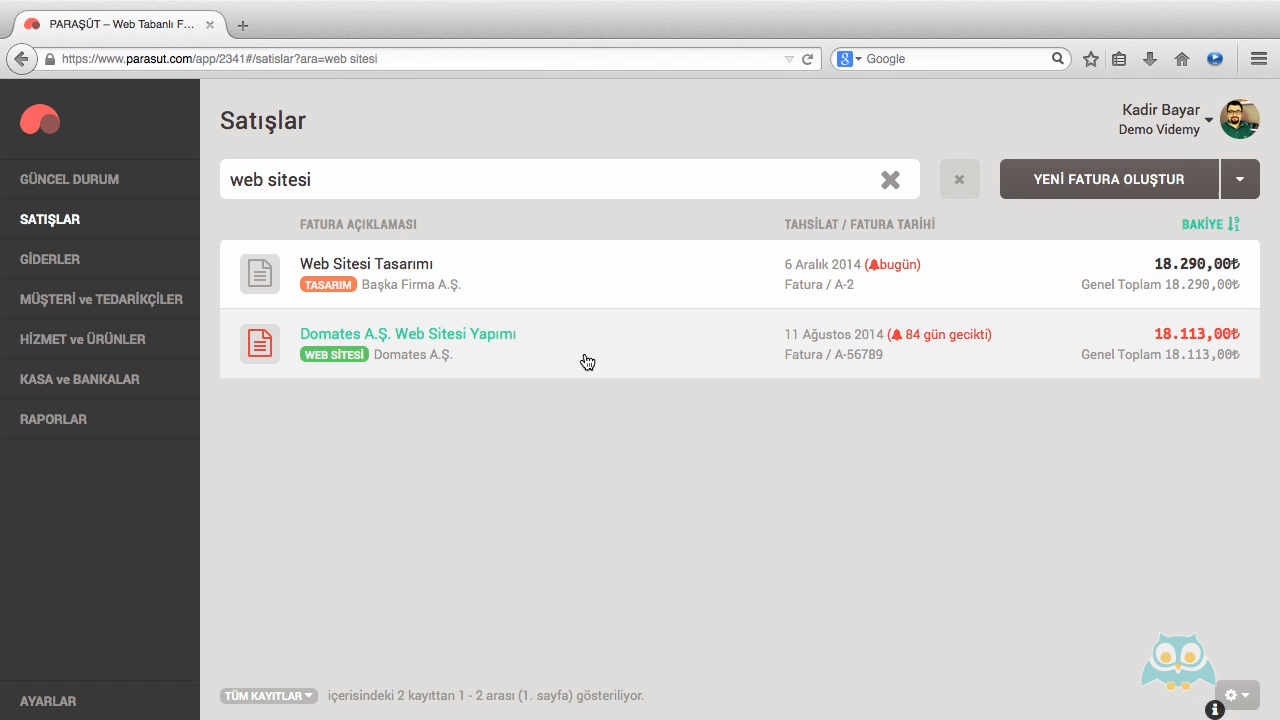 PARAŞÜT – Web Tabanlı F...
https://www.parasut.com/app/2341#/satislar?ara=web sitesi
Google
Satışlar
Kadir Bayar
Demo Videmy
web sitesi
YENİ FATURA OLUŞTUR
GÜNCEL DURUM
SATIŞLAR
GİDERLER
MÜŞTERİ ve TEDARİKÇİLER
HİZMET ve ÜRÜNLER
KASA ve BANKALAR
RAPORLAR
AYARLAR
FATURA AÇIKLAMASI
TAHSİLAT / FATURA TARİHİ
BAKİYE
Web Sitesi Tasarımı
6 Aralık 2014 (bugün)
18.290,00₺
TASARIM Başka Firma A.Ş.
Fatura / A-2
Genel Toplam 18.290,00₺
Domates A.Ş. Web Sitesi Yapımı
11 Ağustos 2014 ( 84 gün gecikti)
18.113,00₺
WEB SİTESİ Domates A.Ş.
Fatura / A-56789
Genel Toplam 18.113,00₺
TÜM KAYITLAR içerisindeki 2 kayıttan 1 - 2 arası (1. sayfa) gösteriliyor.